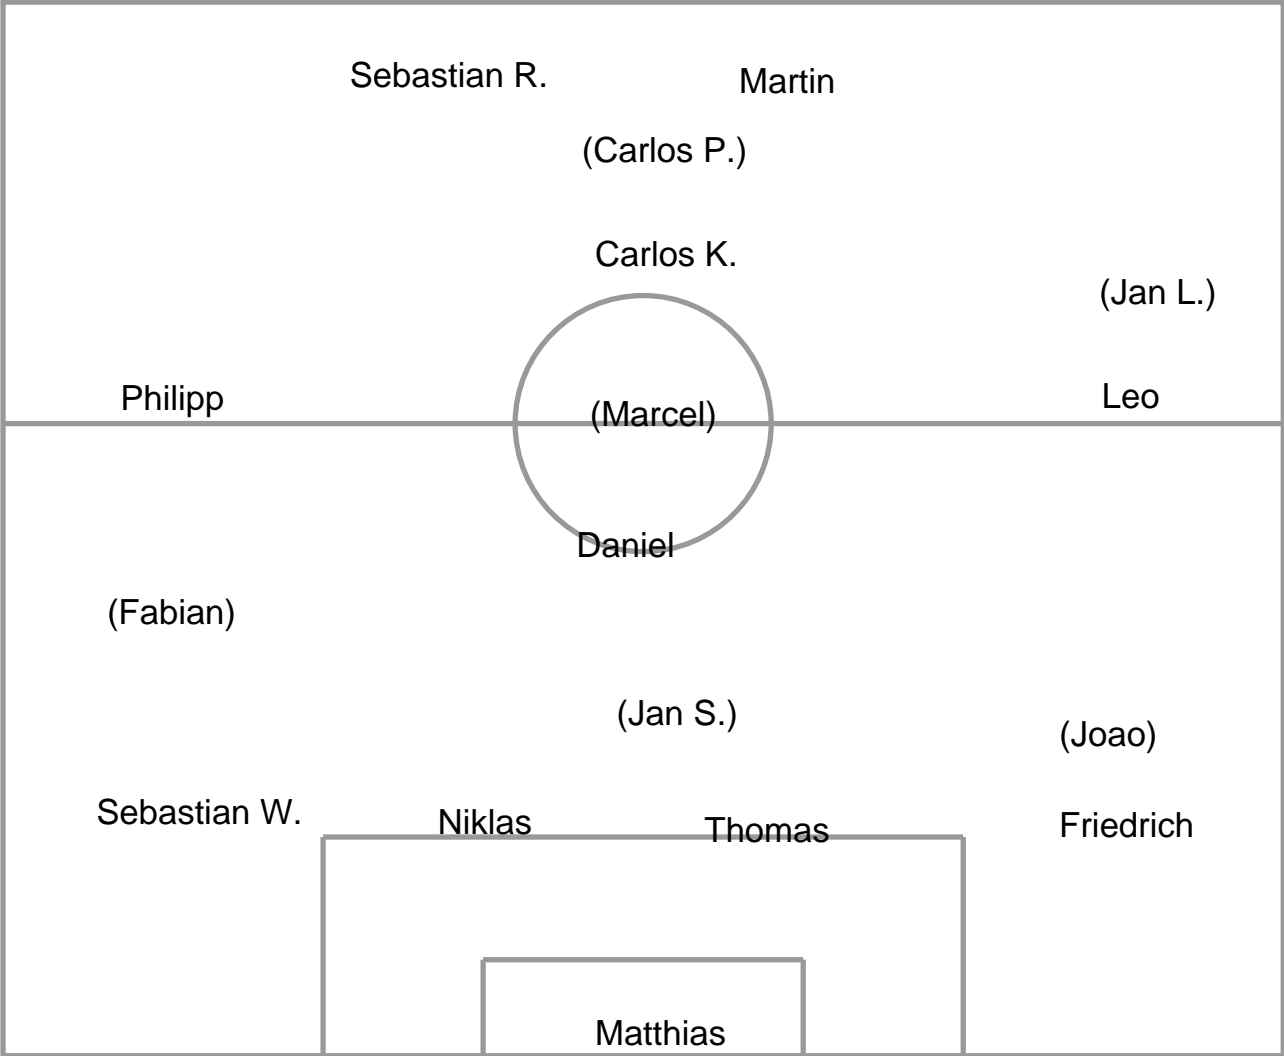 Sebastian R.
Martin
(Carlos P.)
Carlos K.
(Jan L.)
Philipp
(Marcel)
Leo
Daniel
(Fabian)
(Jan S.)
(Joao)
Sebastian W.
Niklas
Thomas
Friedrich
Matthias